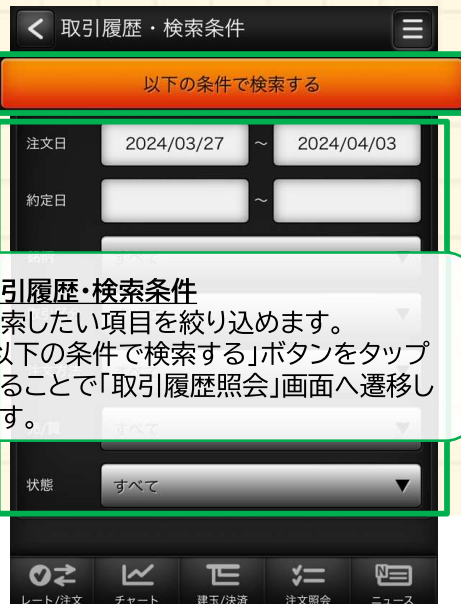 取引履歴・検索条件
以下の条件で検索する
注文日 2024/03/27 ～ 2024/04/03
約定日 ～
引履歴・検索条件
索したい項目を絞り込めます。
以下の条件で検索する」ボタンをタップ
ることで「取引履歴照会」画面へ遷移し
す。
状態 すべて
レート/注文 チャート 建玉/決済 注文照会 ニュース